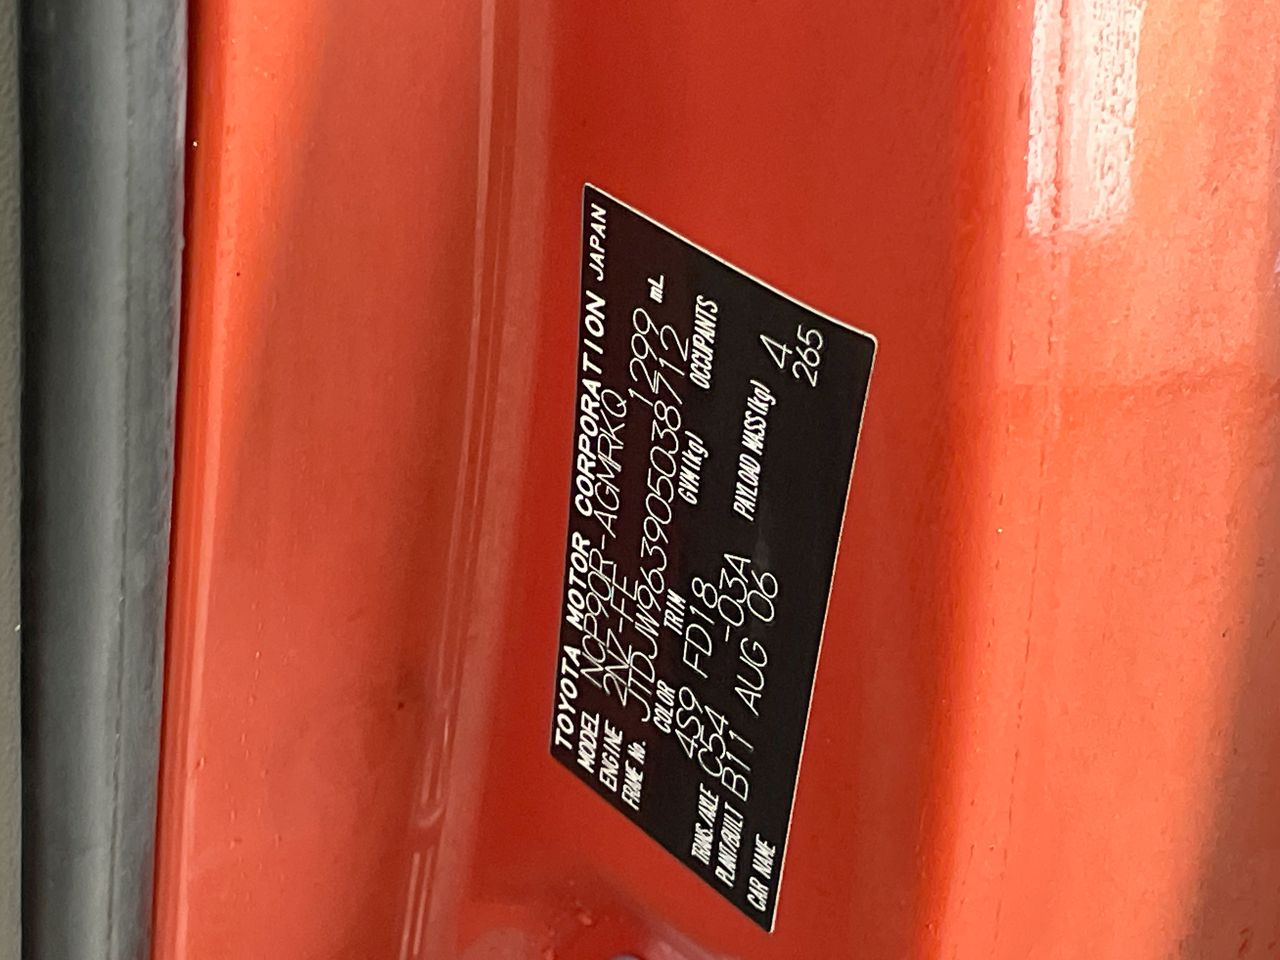 TOYOTA MOTOR CORPORATION JAPAN
MODEL NCP90R-AGMRKQ
ENGINE 2NZ-FE 1299 mL
FRAME No. JTDJW963905038712
COLOR TRIM GVM(kg) OCCUPANTS
4S9 FD18 4
TRANS./AXLE C54 -03A PAYLOAD MASS(kg) 265
PLANT/BUILT B11 AUG 06
CAR NAME